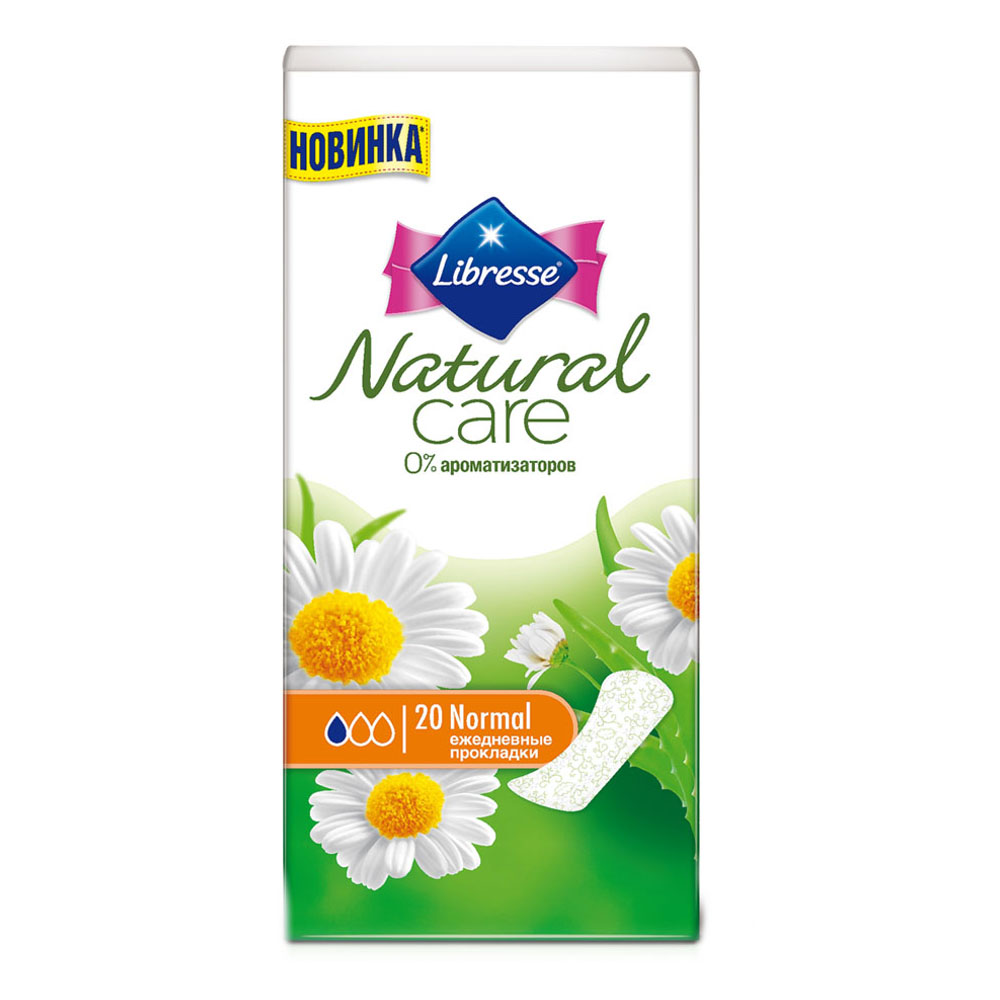 НОВИНКА*
Libresse®
Natural
care
0% ароматизаторов
20 Normal
ежедневные
прокладки